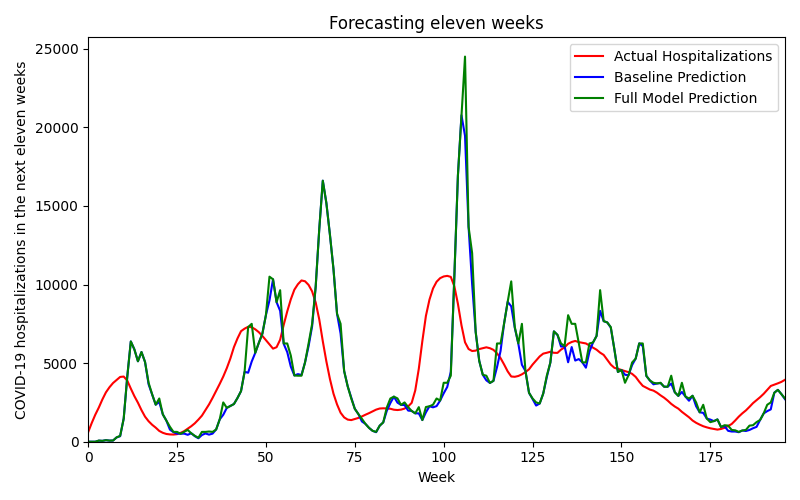 Forecasting eleven weeks
COVID-19 hospitalizations in the next eleven weeks
25000
20000
15000
10000
5000
0
Actual Hospitalizations
Baseline Prediction
Full Model Prediction
0 25 50 75 100 125 150 175
Week